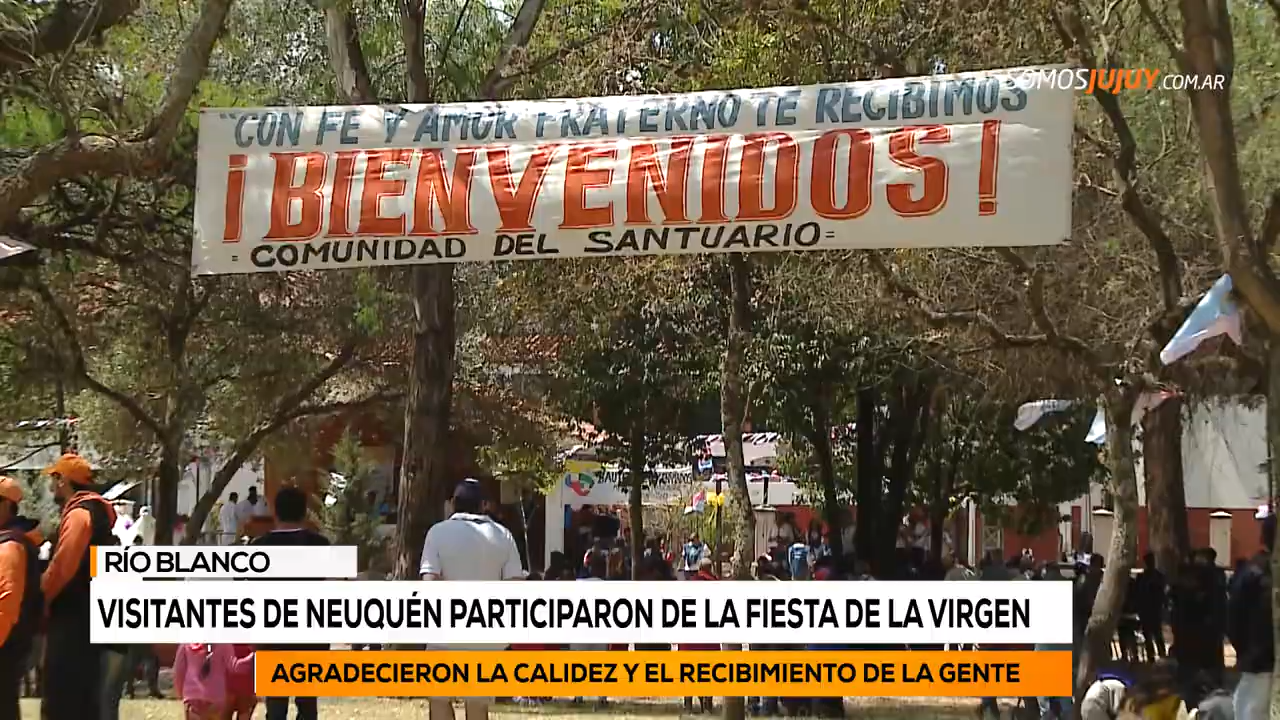 SOMOSJUJUY.COM.AR
"CON FE Y AMOR FRATERNO TE RECIBIMOS
¡BIENVENIDOS!
= COMUNIDAD DEL SANTUARIO =
RÍO BLANCO
VISITANTES DE NEUQUÉN PARTICIPARON DE LA FIESTA DE LA VIRGEN
AGRADECIERON LA CALIDEZ Y EL RECIBIMIENTO DE LA GENTE